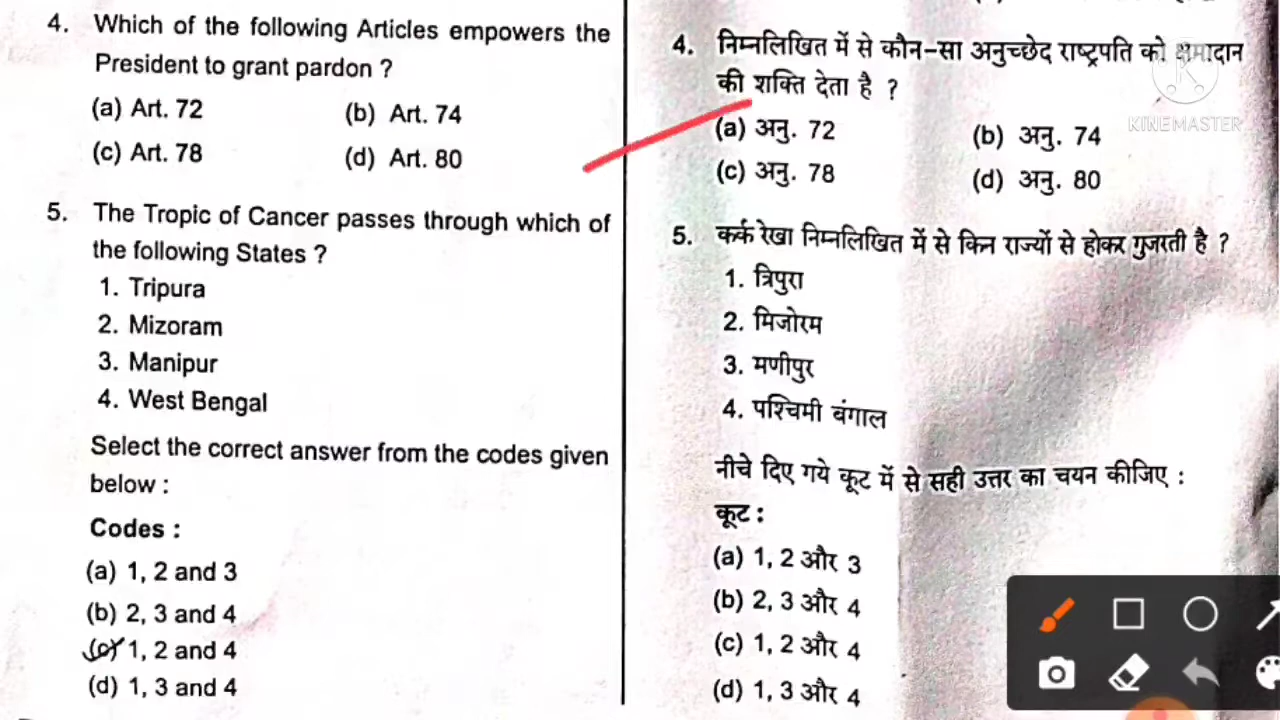 4. Which of the following Articles empowers the
President to grant pardon ?
(a) Art. 72 (b) Art. 74
(c) Art. 78 (d) Art. 80
5. The Tropic of Cancer passes through which of
the following States ?
1. Tripura
2. Mizoram
3. Manipur
4. West Bengal
Select the correct answer from the codes given
below :
Codes :
(a) 1, 2 and 3
(b) 2, 3 and 4
(c) 1, 2 and 4
(d) 1, 3 and 4
4. निम्नलिखित में से कौन-सा अनुच्छेद राष्ट्रपति को क्षमादान
की शक्ति देता है ?
(a) अनु. 72 (b) अनु. 74
(c) अनु. 78 (d) अनु. 80
5. कर्क रेखा निम्नलिखित में से किन राज्यों से होकर गुजरती है ?
1. त्रिपुरा
2. मिजोरम
3. मणीपुर
4. पश्चिमी बंगाल
नीचे दिए गये कूट में से सही उत्तर का चयन कीजिए :
कूट :
(a) 1, 2 और 3
(b) 2, 3 और 4
(c) 1, 2 और 4
(d) 1, 3 और 4
KINEMASTER